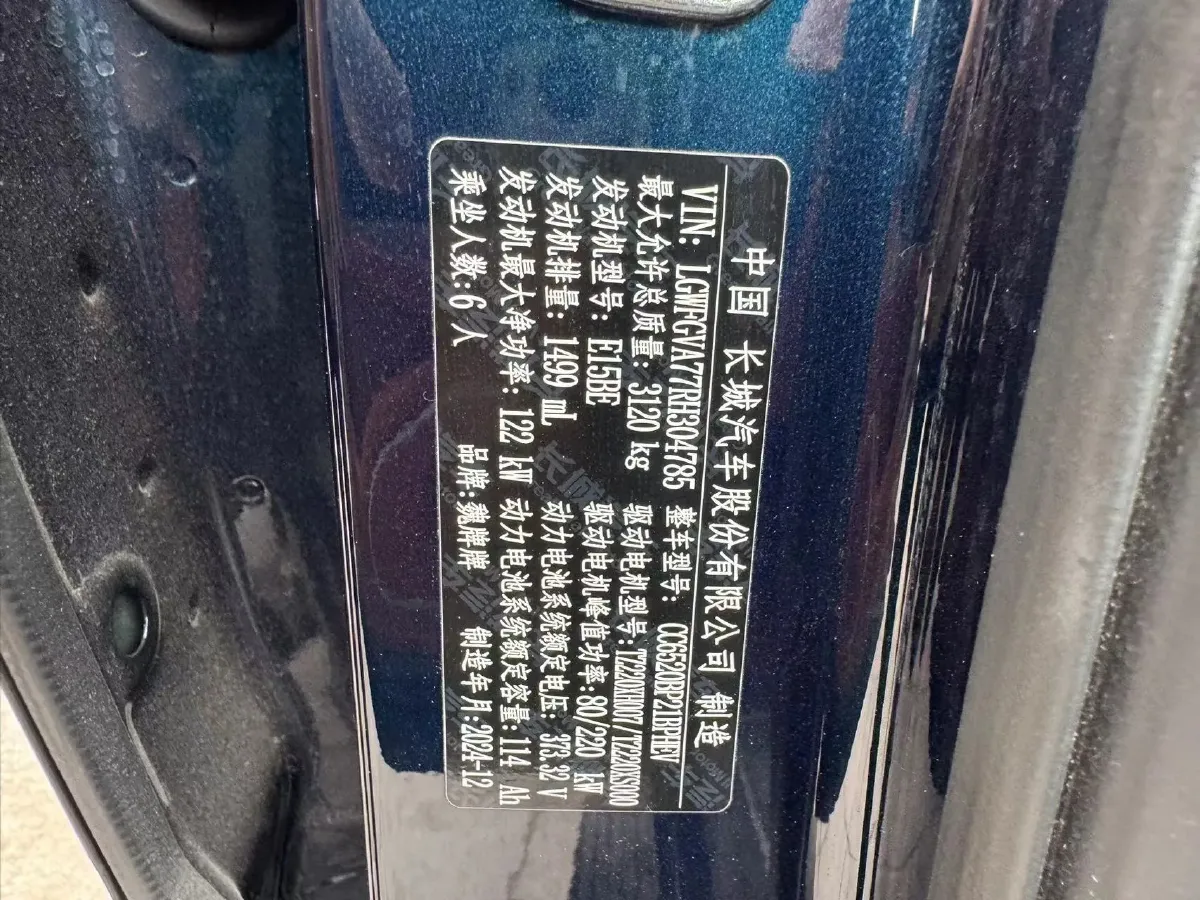 中国 长城汽车股份有限公司 制造
VIN: LGWFGVA77RH304785 整车型号: CC6520BP21BPHEV
最大允许总质量: 3120 kg 驱动电机型号:TZ220XH007/TZ220XS000
发动机型号: E15BE 驱动电机峰值功率:80/220 kW
发动机排量: 1499 mL 动力电池系统额定电压: 373.32 V
发动机最大净功率: 122 kW 动力电池系统额定容量:114 Ah
乘坐人数:6 人 品牌:魏牌牌 制造年月:2024-12